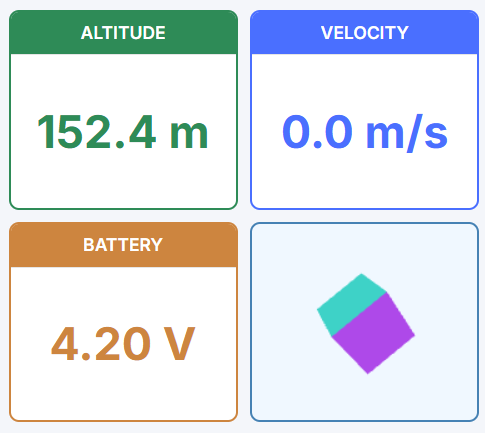 ALTITUDE
152.4 m
VELOCITY
0.0 m/s
BATTERY
4.20 V